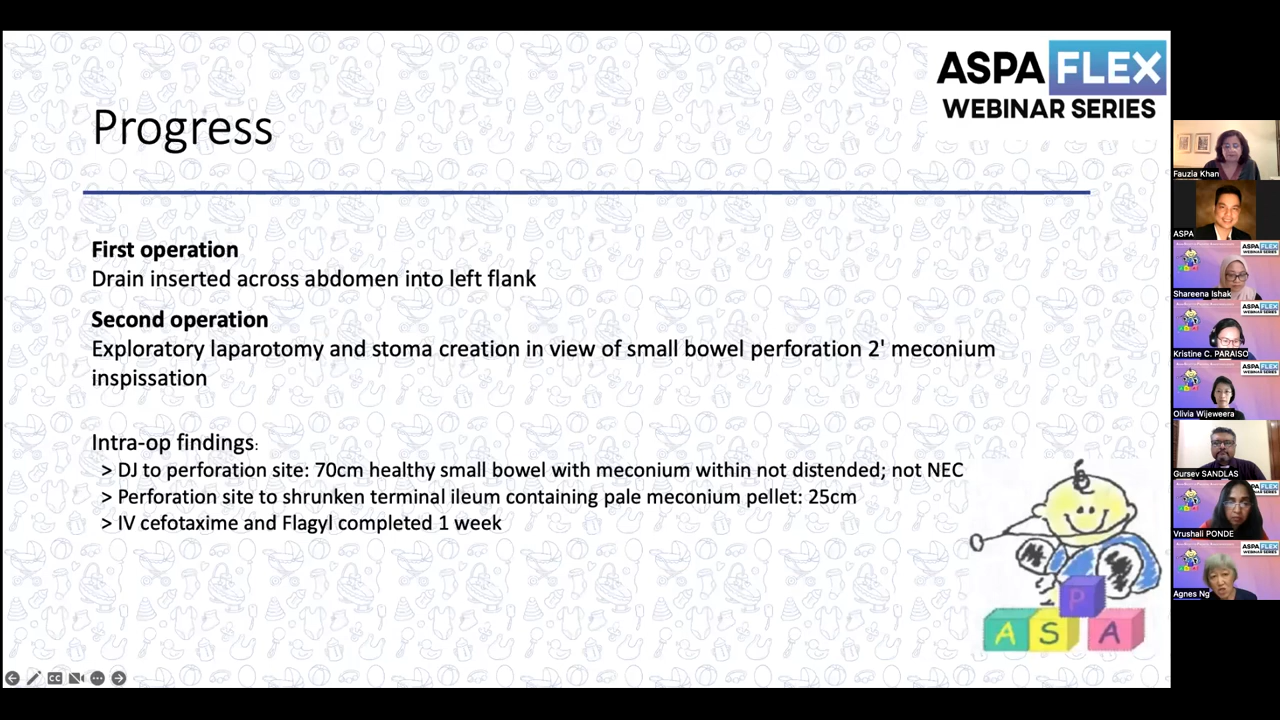 ASPA FLEX
WEBINAR SERIES
Progress
First operation
Drain inserted across abdomen into left flank
Second operation
Exploratory laparotomy and stoma creation in view of small bowel perforation 2' meconium
inspissation
Intra-op findings:
> DJ to perforation site: 70cm healthy small bowel with meconium within not distended; not NEC
> Perforation site to shrunken terminal ileum containing pale meconium pellet: 25cm
> IV cefotaxime and Flagyl completed 1 week
P
A S A
CC
Fauzia Khan
ASPA
Shareena Ishak
Kristine C. PARAISO
Olivia Wijeweera
Gursev SANDLAS
Vrushali PONDE
Agnes Ng